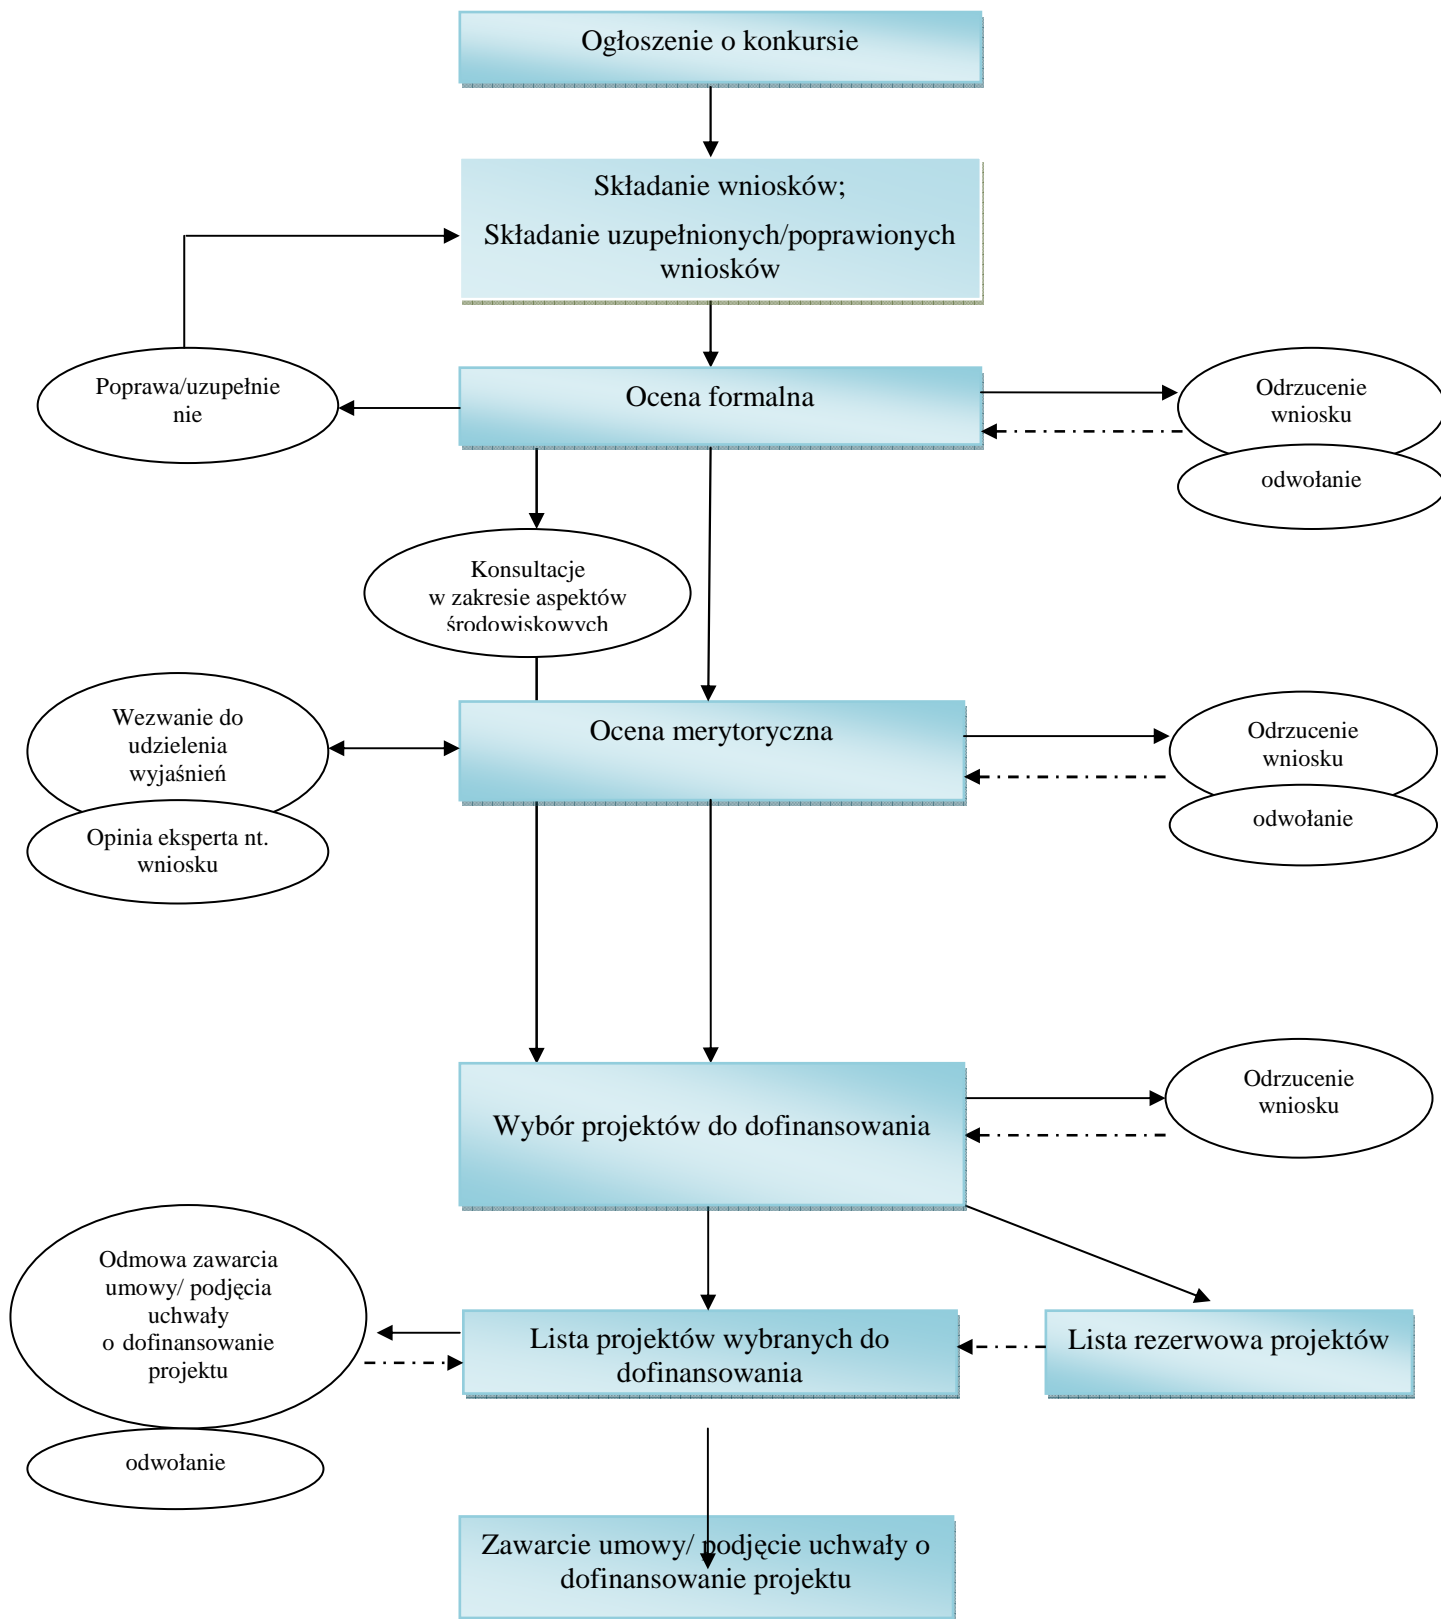 Ogłoszenie o konkursie
Składanie wniosków;
Składanie uzupełnionych/poprawionych
wniosków
Poprawa/uzupełnie
nie
Ocena formalna
Odrzucenie
wniosku
odwołanie
Konsultacje
w zakresie aspektów
środowiskowych
Wezwanie do
udzielenia
wyjaśnień
Opinia eksperta nt.
wniosku
Ocena merytoryczna
Odrzucenie
wniosku
odwołanie
Wybór projektów do dofinansowania
Odrzucenie
wniosku
Odmowa zawarcia
umowy/ podjęcia
uchwały
o dofinansowanie
projektu
odwołanie
Lista projektów wybranych do
dofinansowania
Lista rezerwowa projektów
Zawarcie umowy/ podjęcie uchwały o
dofinansowanie projektu